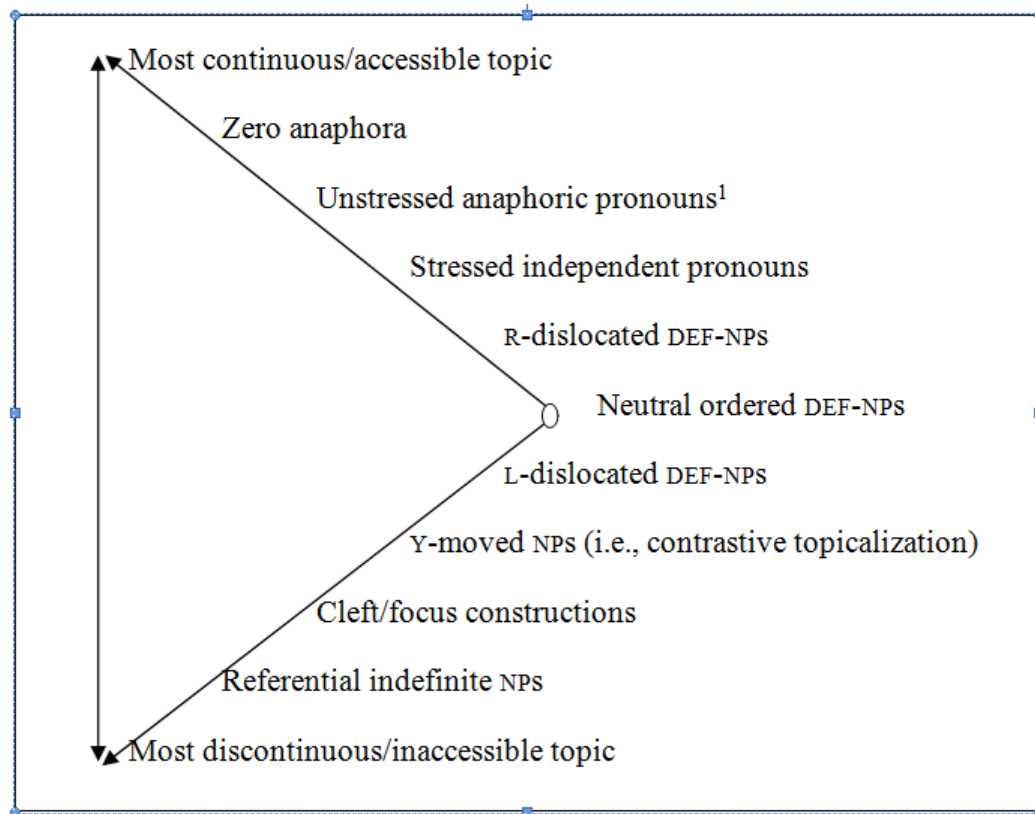 Most continuous/accessible topic
Zero anaphora
Unstressed anaphoric pronouns¹
Stressed independent pronouns
R-dislocated DEF-NPs
Neutral ordered DEF-NPs
L-dislocated DEF-NPs
Y-moved NPs (i.e., contrastive topicalization)
Cleft/focus constructions
Referential indefinite NPs
Most discontinuous/inaccessible topic